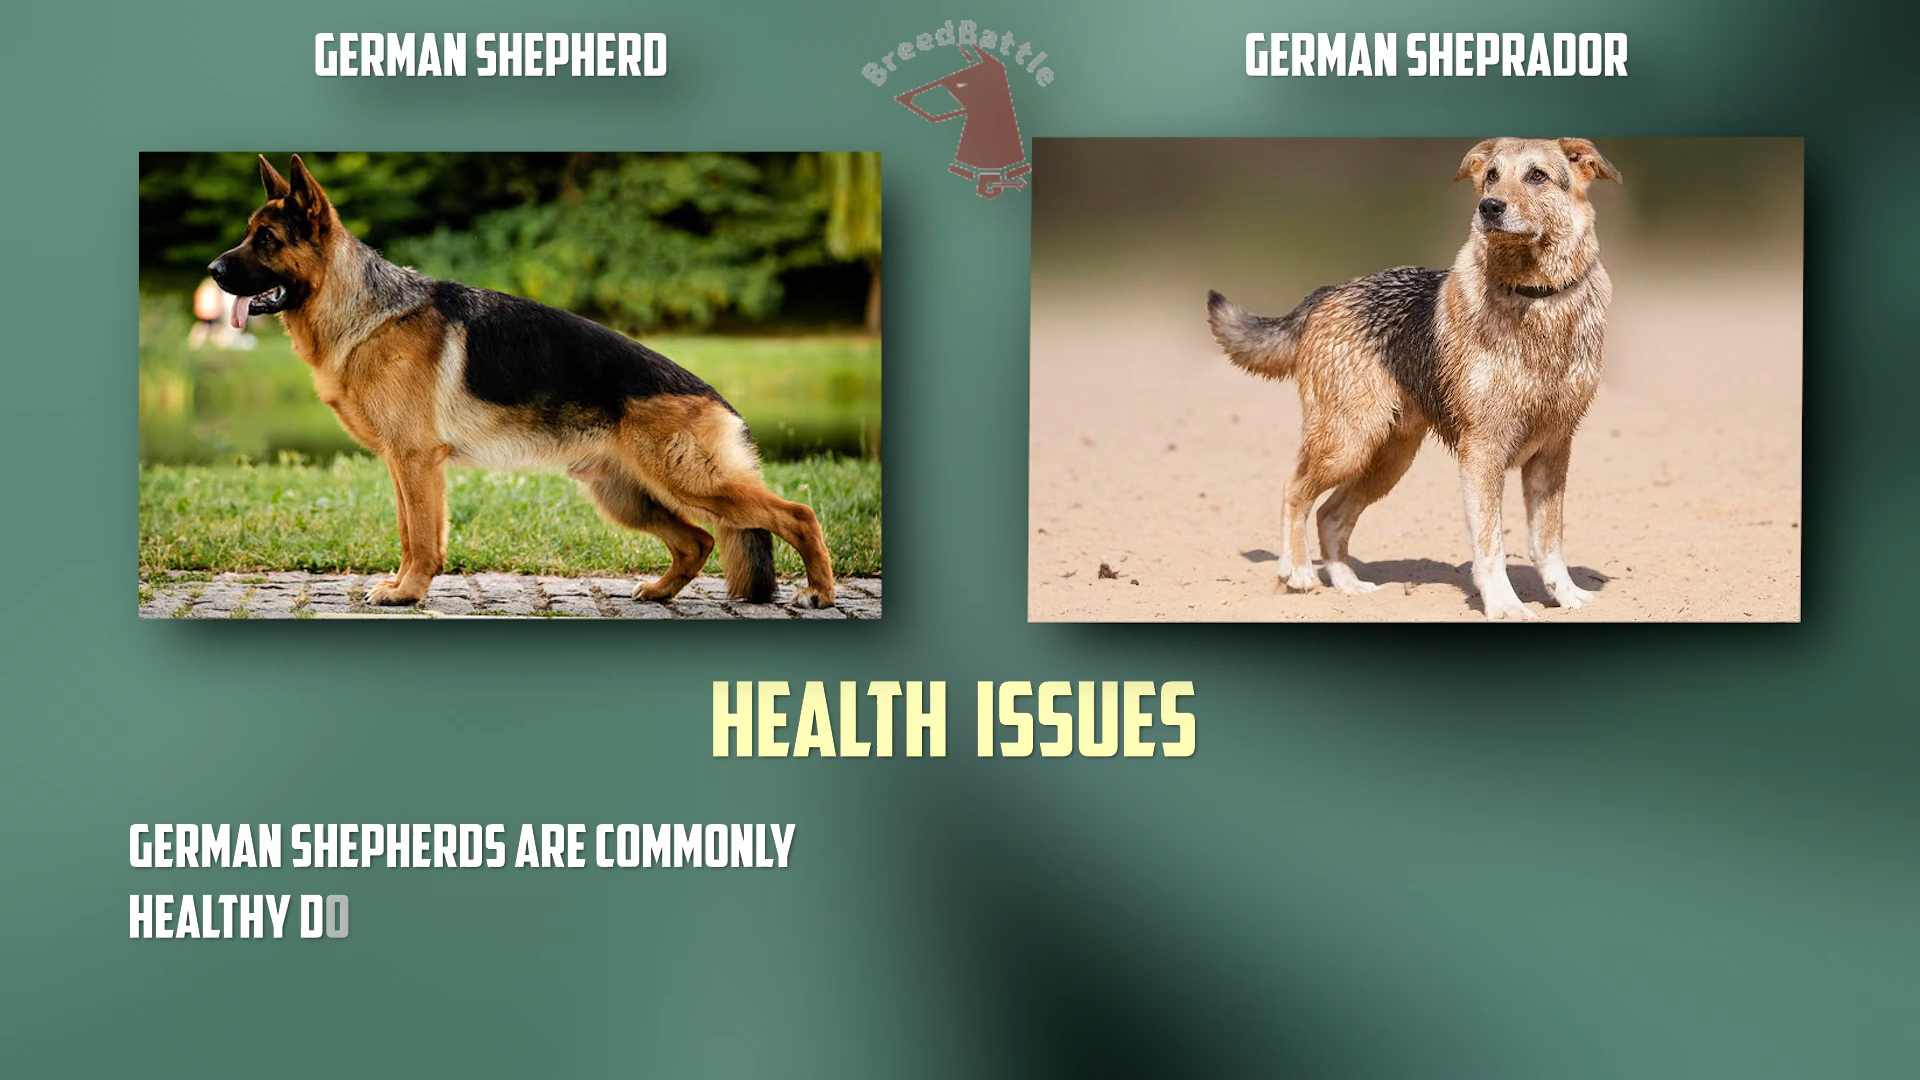 GERMAN SHEPHERD
BreedBattle
GERMAN SHEPRADOR
HEALTH ISSUES
GERMAN SHEPHERDS ARE COMMONLY
HEALTHY DO